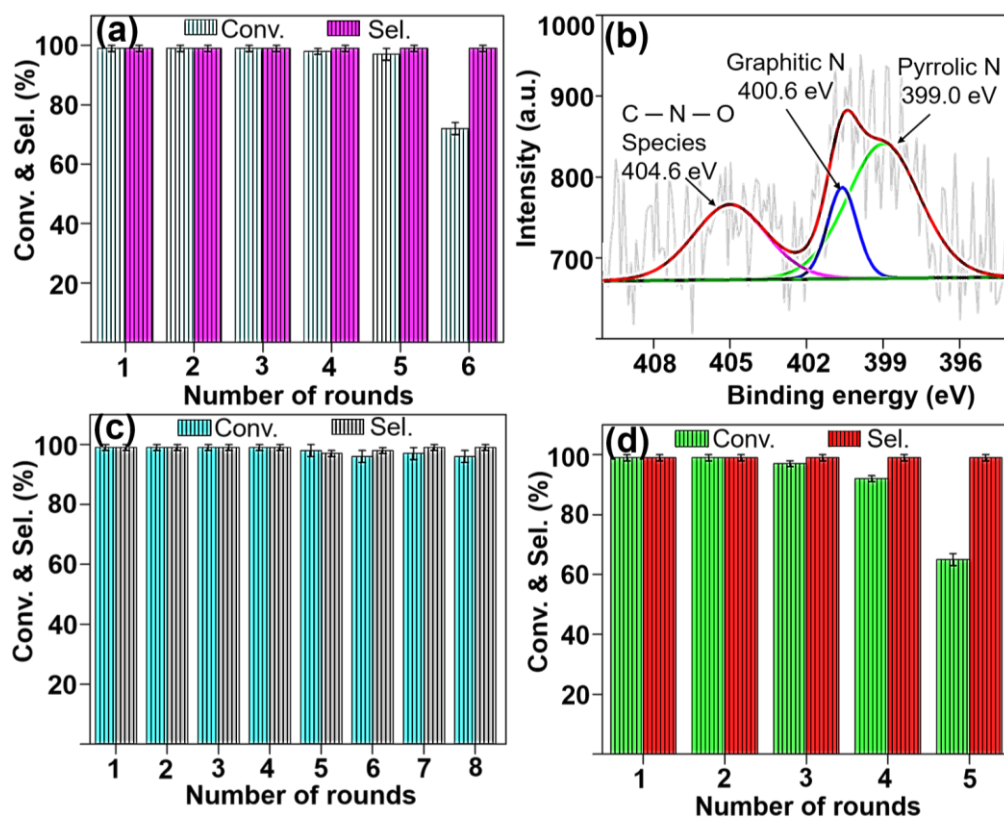 (a)
Conv.
Sel.
100
80
60
40
20
Conv. & Sel. (%)
1 2 3 4 5 6
Number of rounds
(b)
1000
900
800
700
Intensity (a.u.)
Graphitic N
400.6 eV
Pyrrolic N
399.0 eV
C – N – O
Species
404.6 eV
408 405 402 399 396
Binding energy (eV)
(c)
Conv.
Sel.
100
80
60
40
20
Conv. & Sel. (%)
1 2 3 4 5 6 7 8
Number of rounds
(d)
Conv.
Sel.
100
80
60
40
20
Conv. & Sel. (%)
1 2 3 4 5
Number of rounds